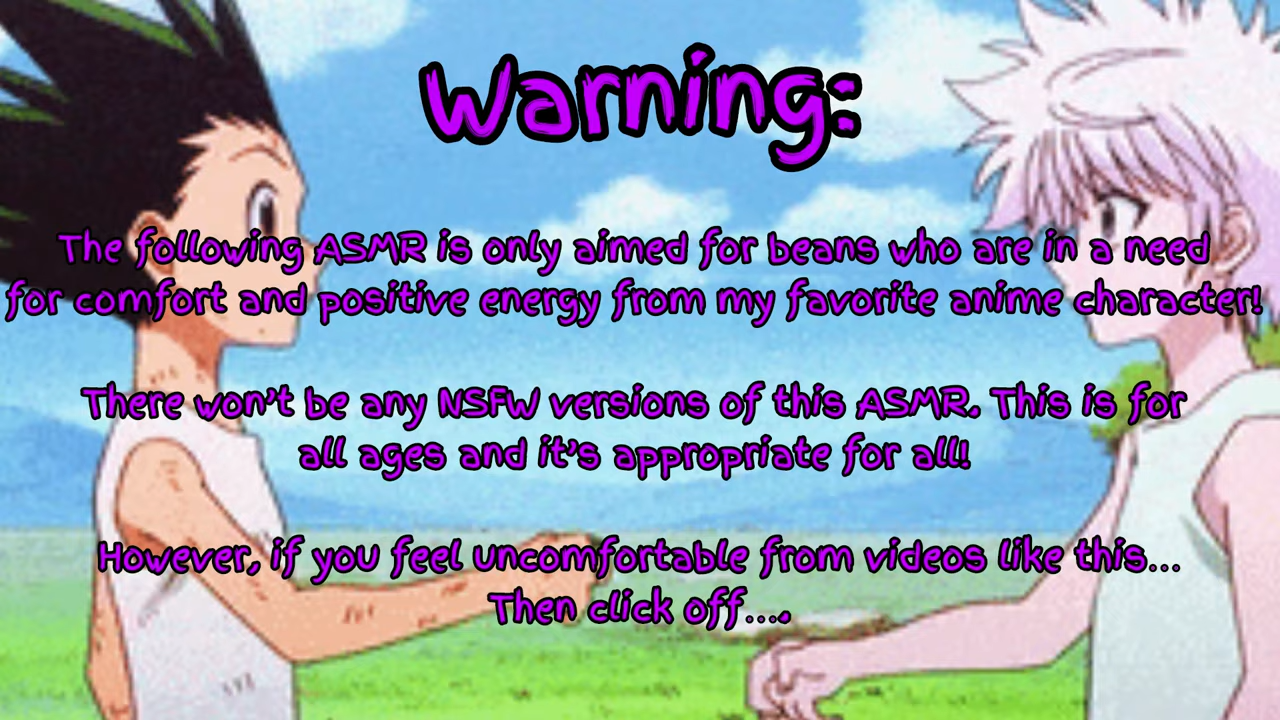 Warning:
The following ASMR is only aimed for beans who are in a need
for comfort and positive energy from my favorite anime character!
There won't be any NSFW versions of this ASMR. This is for
all ages and it's appropriate for all!
However, if you feel uncomfortable from videos like this...
Then click off....